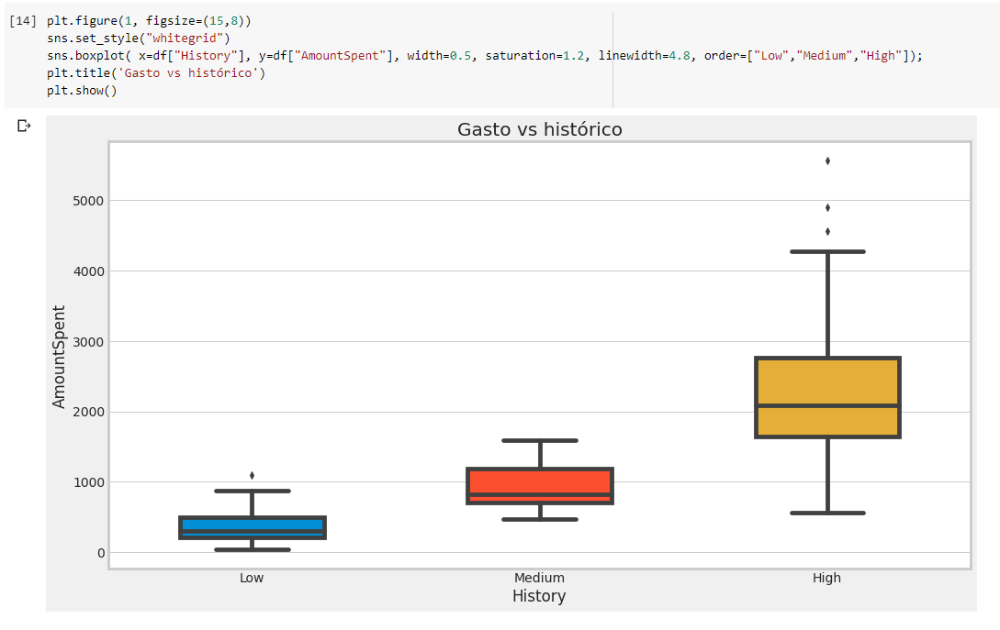 [14] plt.figure(1, figsize=(15,8))
sns.set_style("whitegrid")
sns.boxplot( x=df["History"], y=df["AmountSpent"], width=0.5, saturation=1.2, linewidth=4.8, order=["Low","Medium","High"]);
plt.title('Gasto vs histórico')
plt.show()
Gasto vs histórico
5000
4000
3000
2000
1000
0
AmountSpent
Low Medium High
History